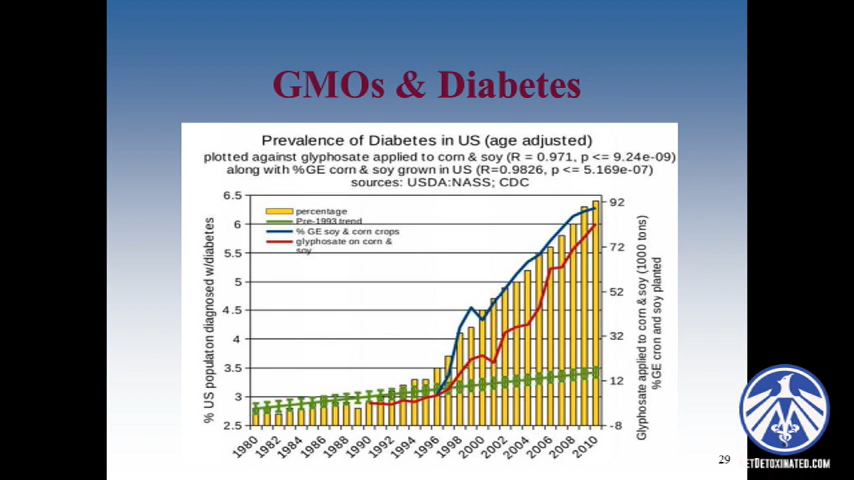 GMOs & Diabetes
Prevalence of Diabetes in US (age adjusted)
plotted against glyphosate applied to corn & soy (R = 0.971, p <= 9.24e-09)
along with %GE corn & soy grown in US (R=0.9826, p <= 5.169e-07)
sources: USDA:NASS; CDC
% US populaton diagnosed w/diabetes
6.5
6
5.5
5
4.5
4
3.5
3
2.5
percentage
Pre-1993 trend
% GE soy & corn crops
glyphosate on corn &
soy
92
72
52
32
12
-8
Glyphosate applied to corn & soy (1000 tons)
%GE cron and soy planted
1980
1982
1984
1986
1988
1990
1992
1994
1996
1998
2000
2002
2004
2006
2008
2010
29
ETDETOXINATED.COM